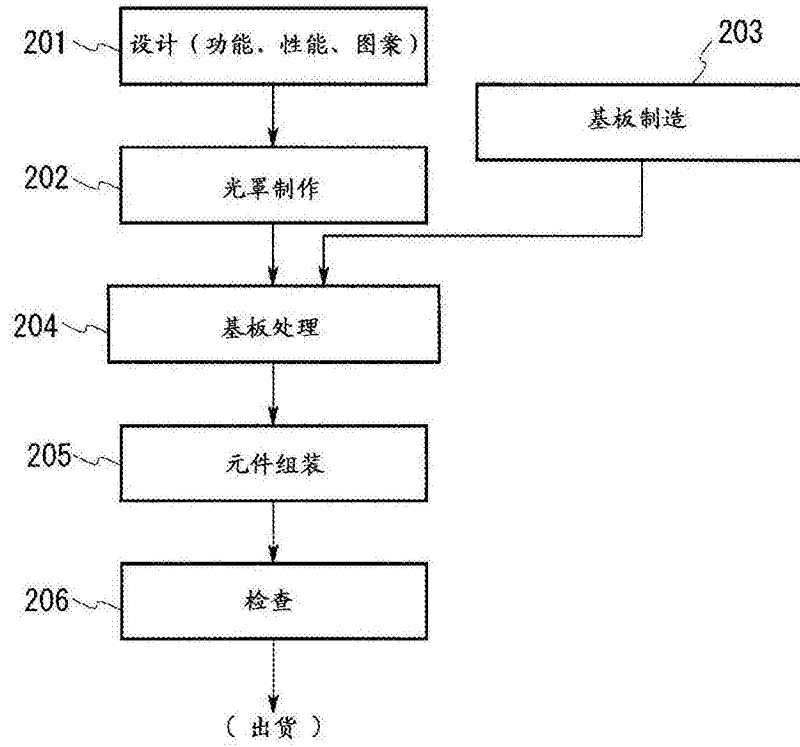 201
设计（功能、性能、图案）
203
基板制造
202
光罩制作
204
基板处理
205
元件组装
206
检查
（出货）